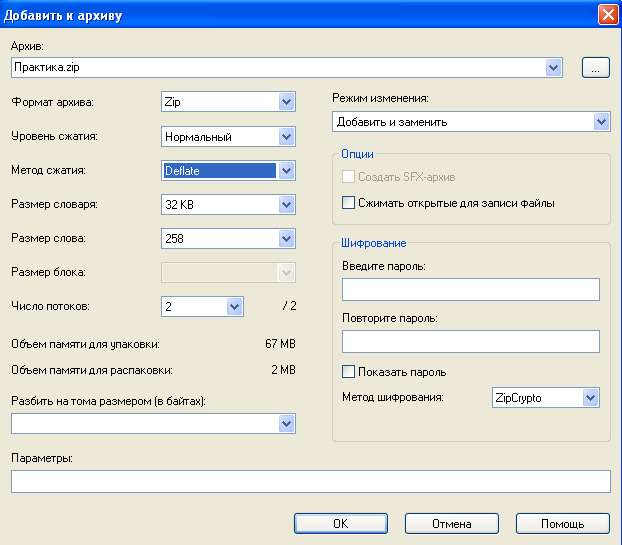 Добавить к архиву
Архив:
Практика.zip
...
Формат архива:
Zip
Уровень сжатия:
Нормальный
Метод сжатия:
Deflate
Размер словаря:
32 KB
Размер слова:
258
Размер блока:
Число потоков:
2
/ 2
Объем памяти для упаковки:
67 MB
Объем памяти для распаковки:
2 MB
Разбить на тома размером (в байтах):
Режим изменения:
Добавить и заменить
Опции
Создать SFX-архив
Сжимать открытые для записи файлы
Шифрование
Введите пароль:
Повторите пароль:
Показать пароль
Метод шифрования:
ZipCrypto
Параметры:
OK
Отмена
Помощь